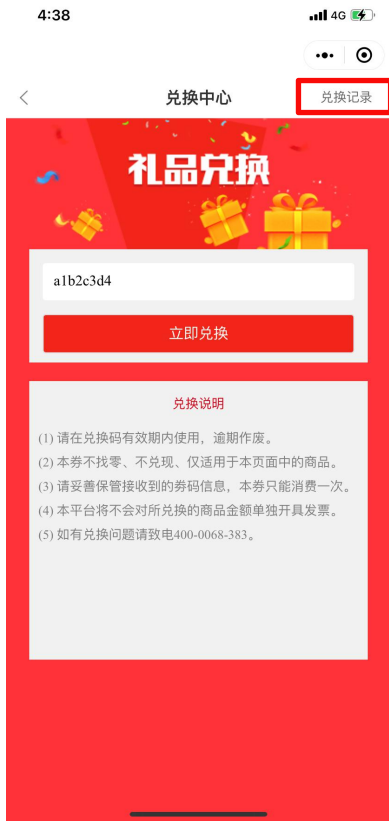 4:38
4G
兑换中心
兑换记录
礼品兑换
a1b2c3d4
立即兑换
兑换说明
(1) 请在兑换码有效期内使用，逾期作废。
(2) 本券不找零、不兑现、仅适用于本页面中的商品。
(3) 请妥善保管接收到的券码信息，本券只能消费一次。
(4) 本平台将不会对所兑换的商品金额单独开具发票。
(5) 如有兑换问题请致电400-0068-383。